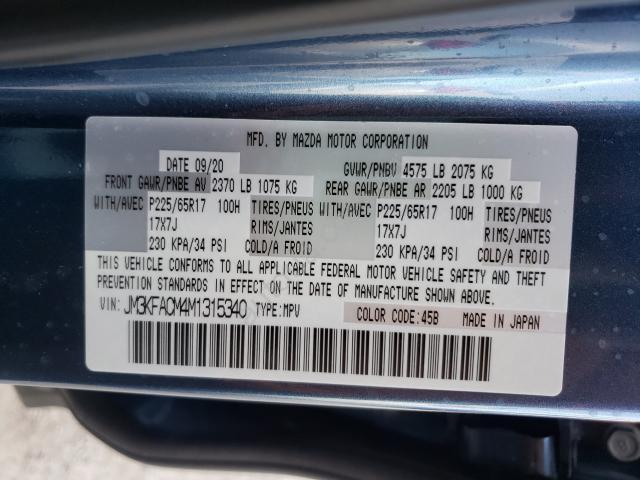 MFD. BY MAZDA MOTOR CORPORATION
DATE 09/20 GVWR/PNBV 4575 LB 2075 KG
FRONT GAWR/PNBE AV 2370 LB 1075 KG REAR GAWR/PNBE AR 2205 LB 1000 KG
WITH/AVEC P225/65R17 100H TIRES/PNEUS WITH/AVEC P225/65R17 100H TIRES/PNEUS
17X7J RIMS/JANTES 17X7J RIMS/JANTES
230 KPA/34 PSI COLD/A FROID 230 KPA/34 PSI COLD/A FROID
THIS VEHICLE CONFORMS TO ALL APPLICABLE FEDERAL MOTOR VEHICLE SAFETY AND THEFT
PREVENTION STANDARDS IN EFFECT ON THE DATE OF MANUFACTURE SHOWN ABOVE.
VIN: JM3KFACM4M1315340 TYPE: MPV COLOR CODE: 45B MADE IN JAPAN